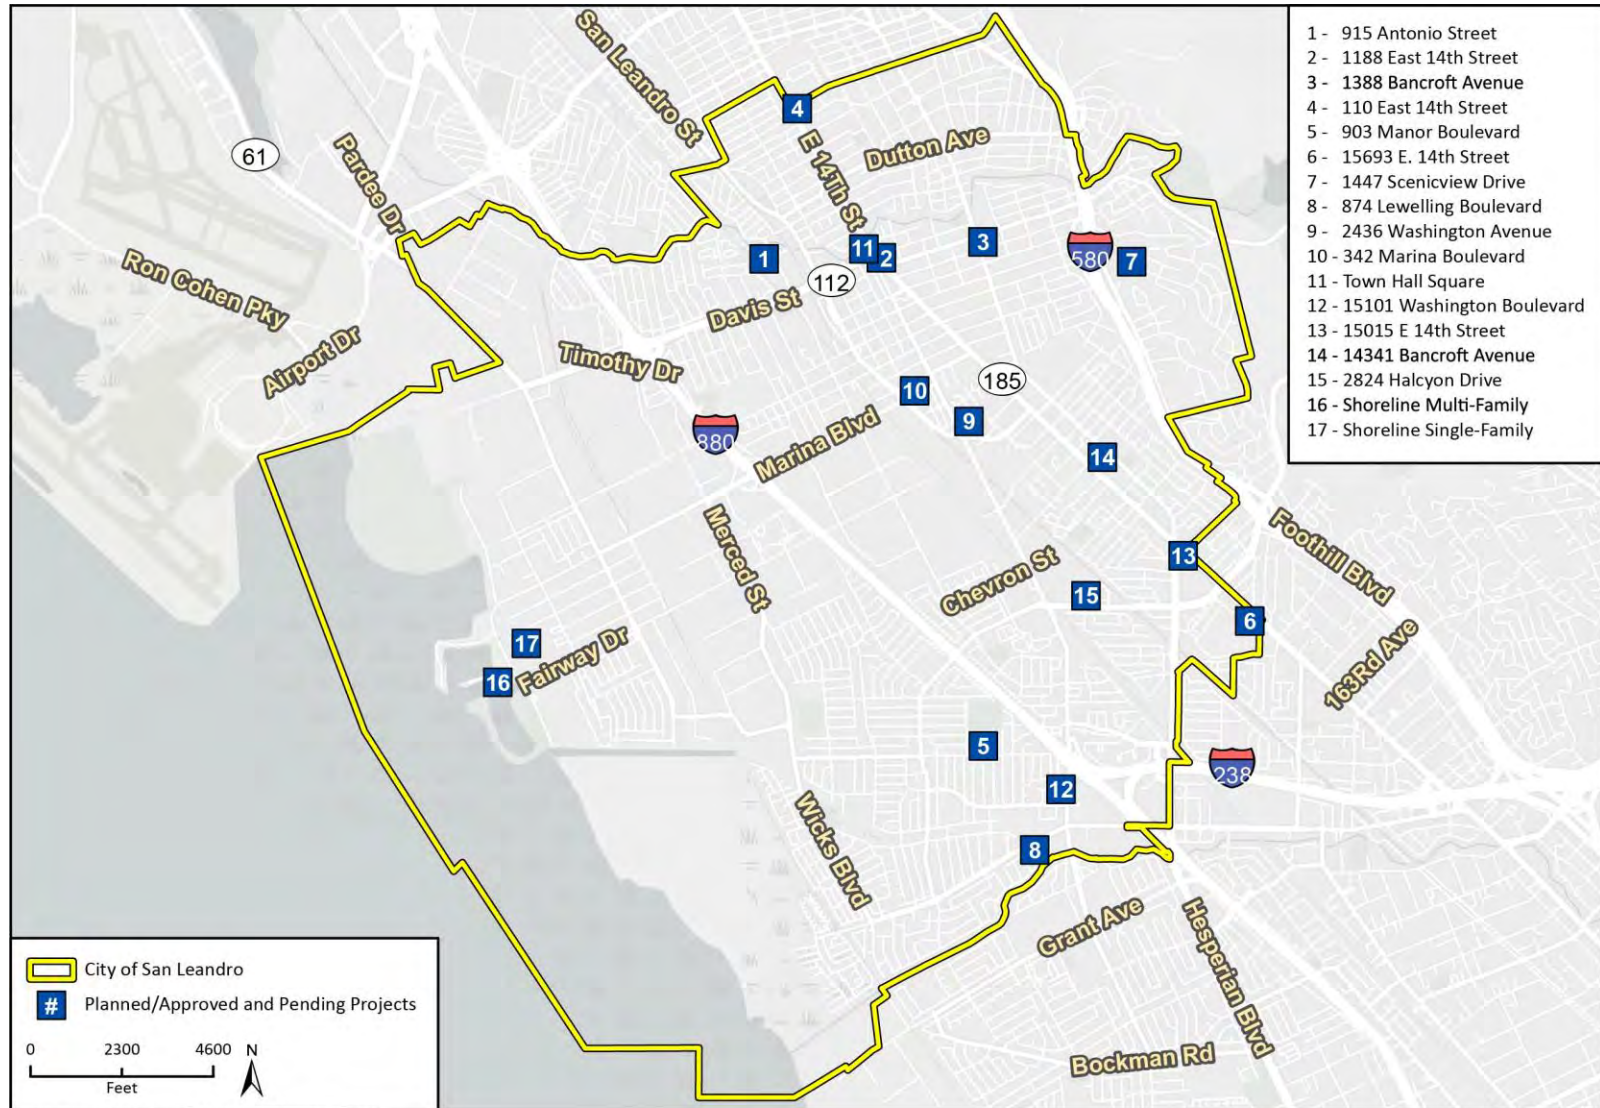 San Leandro St
1 - 915 Antonio Street
2 - 1188 East 14th Street
3 - 1388 Bancroft Avenue
4 - 110 East 14th Street
5 - 903 Manor Boulevard
6 - 15693 E. 14th Street
7 - 1447 Scenicview Drive
8 - 874 Lewelling Boulevard
9 - 2436 Washington Avenue
10 - 342 Marina Boulevard
11 - Town Hall Square
12 - 15101 Washington Boulevard
13 - 15015 E 14th Street
14 - 14341 Bancroft Avenue
15 - 2824 Halcyon Drive
16 - Shoreline Multi-Family
17 - Shoreline Single-Family
4
61
Pardee Dr
E 14Th St
Dutton Ave
Ron Cohen Pky
Airport Dr
1
11
2
3
580
7
112
Davis St
Timothy Dr
185
10
9
880
Marina Blvd
14
Merced St
Foothill Blvd
13
Chevron St
15
6
163Rd Ave
17
16
Fairway Dr
5
238
12
Wicks Blvd
8
Grant Ave
Hesperian Blvd
Bockman Rd
City of San Leandro
# Planned/Approved and Pending Projects
0 2300 4600
Feet
N